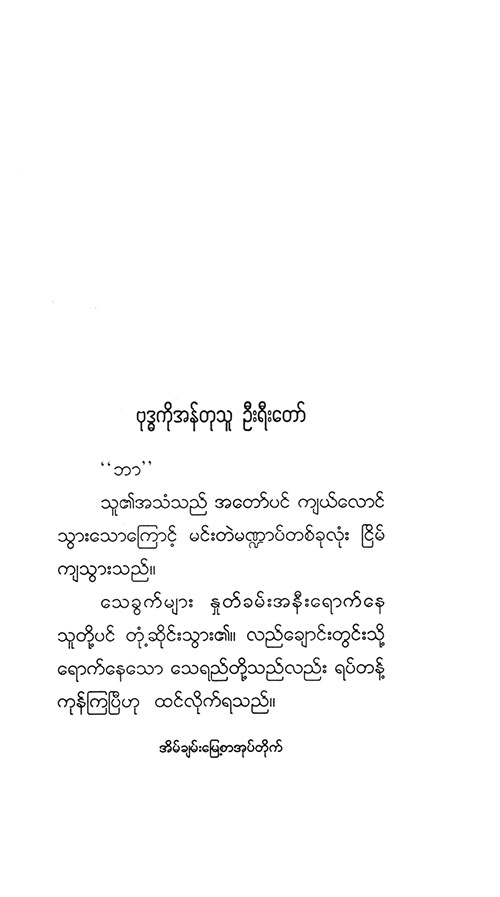 ဗုဒ္ဓကိုအန်တုသူ ဦးရီးတော်
‘‘ဘာ’’
သူ၏အသံသည် အတော်ပင် ကျယ်လောင်
သွားသောကြောင့် မင်းတဲမဏ္ဍာပ်တစ်ခုလုံး ငြိမ်
ကျသွားသည်။
သေခွက်များ နှုတ်ခမ်းအနီးရောက်နေ
သူတို့ပင် တုံ့ဆိုင်းသွား၏။ လည်ချောင်းတွင်းသို့
ရောက်နေသော သေရည်တို့သည်လည်း ရပ်တန့်
ကုန်ကြပြီဟု ထင်လိုက်ရသည်။
အိမ်ချမ်းမြေ့စာအုပ်တိုက်